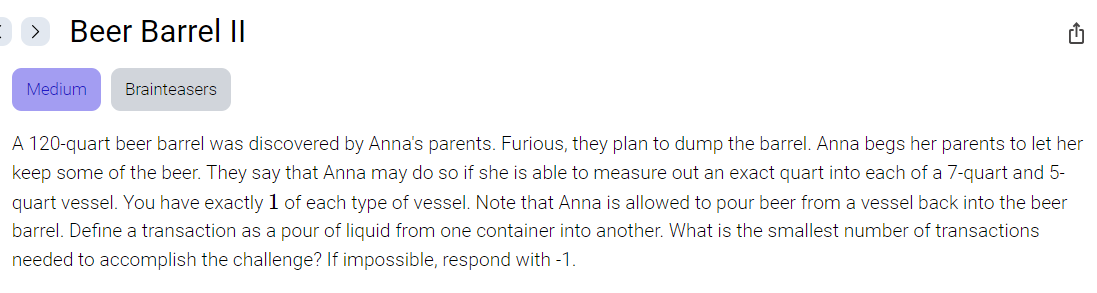 Beer Barrel II
Medium
Brainteasers
A 120-quart beer barrel was discovered by Anna's parents. Furious, they plan to dump the barrel. Anna begs her parents to let her
keep some of the beer. They say that Anna may do so if she is able to measure out an exact quart into each of a 7-quart and 5-
quart vessel. You have exactly 1 of each type of vessel. Note that Anna is allowed to pour beer from a vessel back into the beer
barrel. Define a transaction as a pour of liquid from one container into another. What is the smallest number of transactions
needed to accomplish the challenge? If impossible, respond with -1.